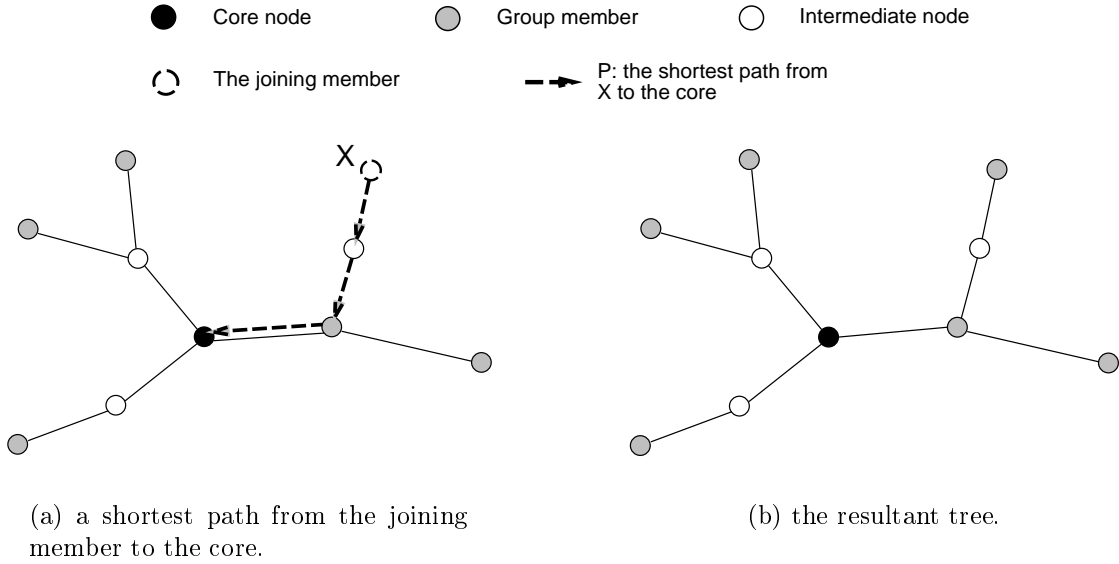 Core node
Group member
Intermediate node
The joining member
P: the shortest path from
X to the core
X
(a) a shortest path from the joining
member to the core.
(b) the resultant tree.